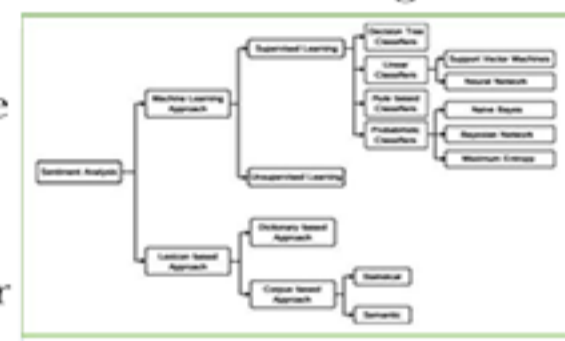 Decision Tree
Classifiers
Supervised Learning
Linear
Classifiers
Support Vector Machines
Neural Network
Machine Learning
Approach
Rule based
Classifiers
Naive Bayes
Probabilistic
Classifiers
Bayesian Network
Maximum Entropy
Sentiment Analysis
Unsupervised Learning
Dictionary based
Approach
Lexicon based
Approach
Corpus based
Approach
Statistical
Semantic